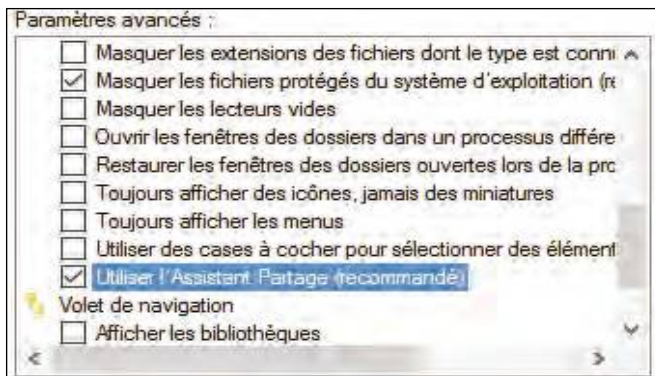 Paramètres avancés :
Masquer les extensions des fichiers dont le type est connu
Masquer les fichiers protégés du système d'exploitation (re
Masquer les lecteurs vides
Ouvrir les fenêtres des dossiers dans un processus différe
Restaurer les fenêtres des dossiers ouvertes lors de la pro
Toujours afficher des icônes, jamais des miniatures
Toujours afficher les menus
Utiliser des cases à cocher pour sélectionner des élément
Utiliser l'Assistant Partage (recommandé)
Volet de navigation
Afficher les bibliothèques